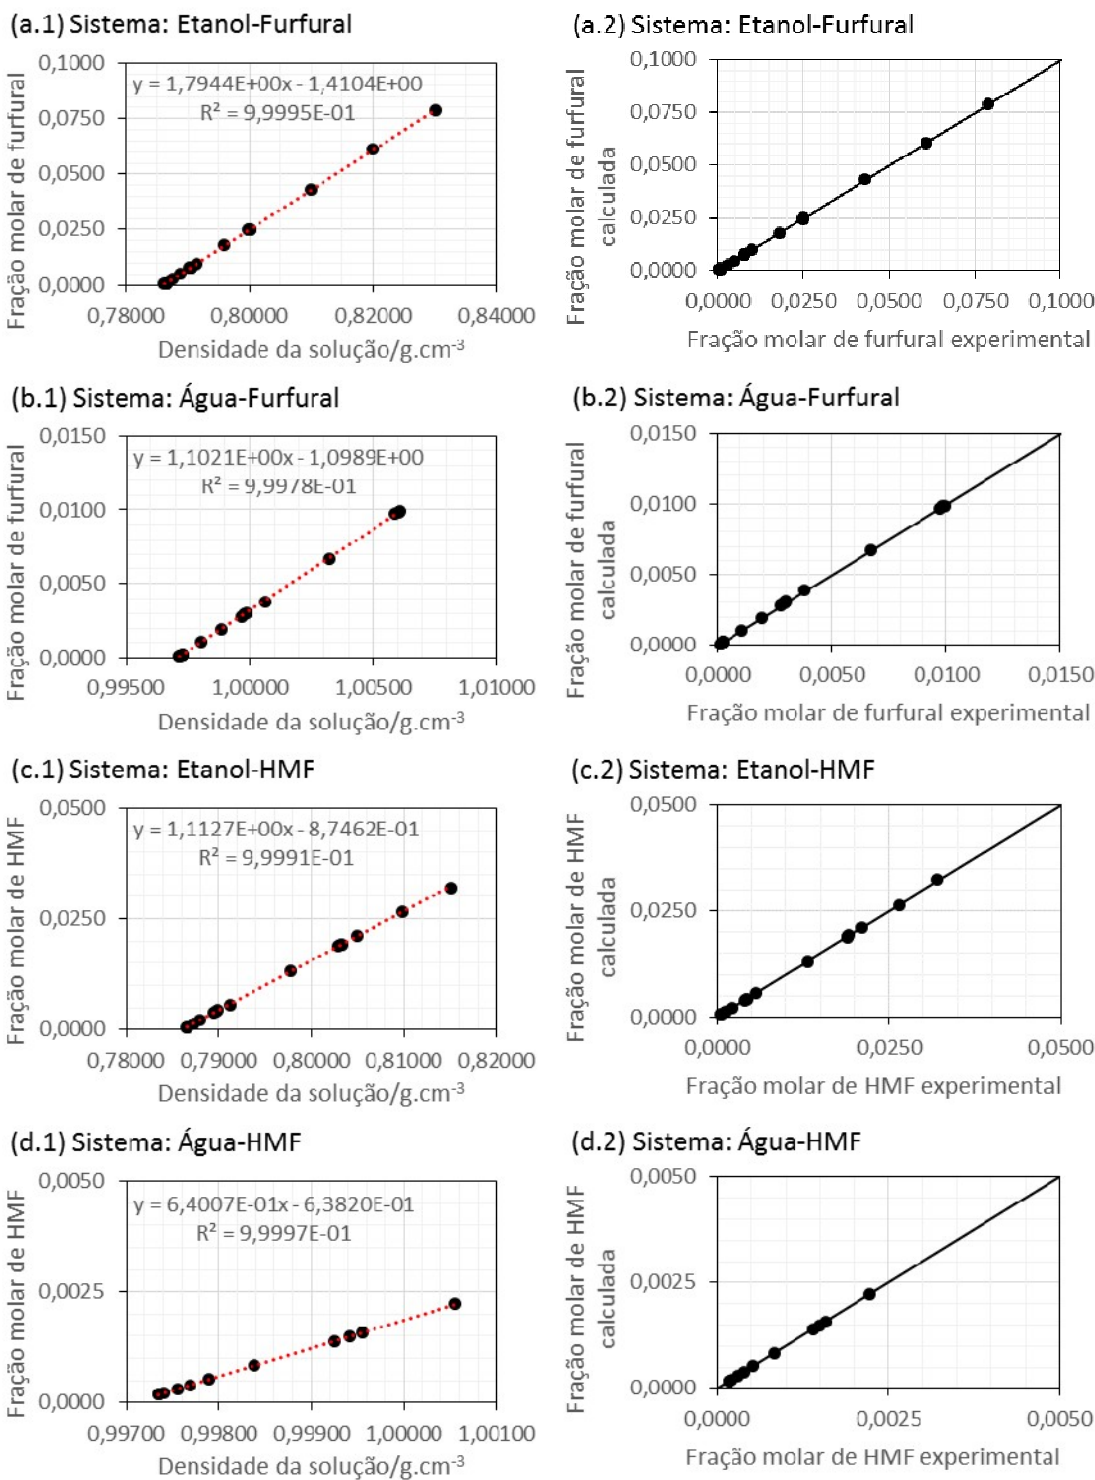 (a.1) Sistema: Etanol-Furfural
Fração molar de furfural
0,1000
0,0750
0,0500
0,0250
0,0000
y = 1,7944E+00x - 1,4104E+00
R² = 9,9995E-01
0,78000 0,80000 0,82000 0,84000
Densidade da solução/g.cm⁻³
(a.2) Sistema: Etanol-Furfural
Fração molar de furfural
calculada
0,1000
0,0750
0,0500
0,0250
0,0000
0,0000 0,0250 0,0500 0,0750 0,1000
Fração molar de furfural experimental
(b.1) Sistema: Água-Furfural
Fração molar de furfural
0,0150
0,0100
0,0050
0,0000
y = 1,1021E+00x - 1,0989E+00
R² = 9,9978E-01
0,99500 1,00000 1,00500 1,01000
Densidade da solução/g.cm⁻³
(b.2) Sistema: Água-Furfural
Fração molar de furfural
calculada
0,0150
0,0100
0,0050
0,0000
0,0000 0,0050 0,0100 0,0150
Fração molar de furfural experimental
(c.1) Sistema: Etanol-HMF
Fração molar de HMF
0,0500
0,0250
0,0000
y = 1,1127E+00x - 8,7462E-01
R² = 9,9991E-01
0,78000 0,79000 0,80000 0,81000 0,82000
Densidade da solução/g.cm⁻³
(c.2) Sistema: Etanol-HMF
Fração molar de HMF
calculada
0,0500
0,0250
0,0000
0,0000 0,0250 0,0500
Fração molar de HMF experimental
(d.1) Sistema: Água-HMF
Fração molar de HMF
0,0050
0,0025
0,0000
y = 6,4007E-01x - 6,3820E-01
R² = 9,9997E-01
0,99700 0,99800 0,99900 1,00000 1,00100
Densidade da solução/g.cm⁻³
(d.2) Sistema: Água-HMF
Fração molar de HMF
calculada
0,0050
0,0025
0,0000
0,0000 0,0025 0,0050
Fração molar de HMF experimental